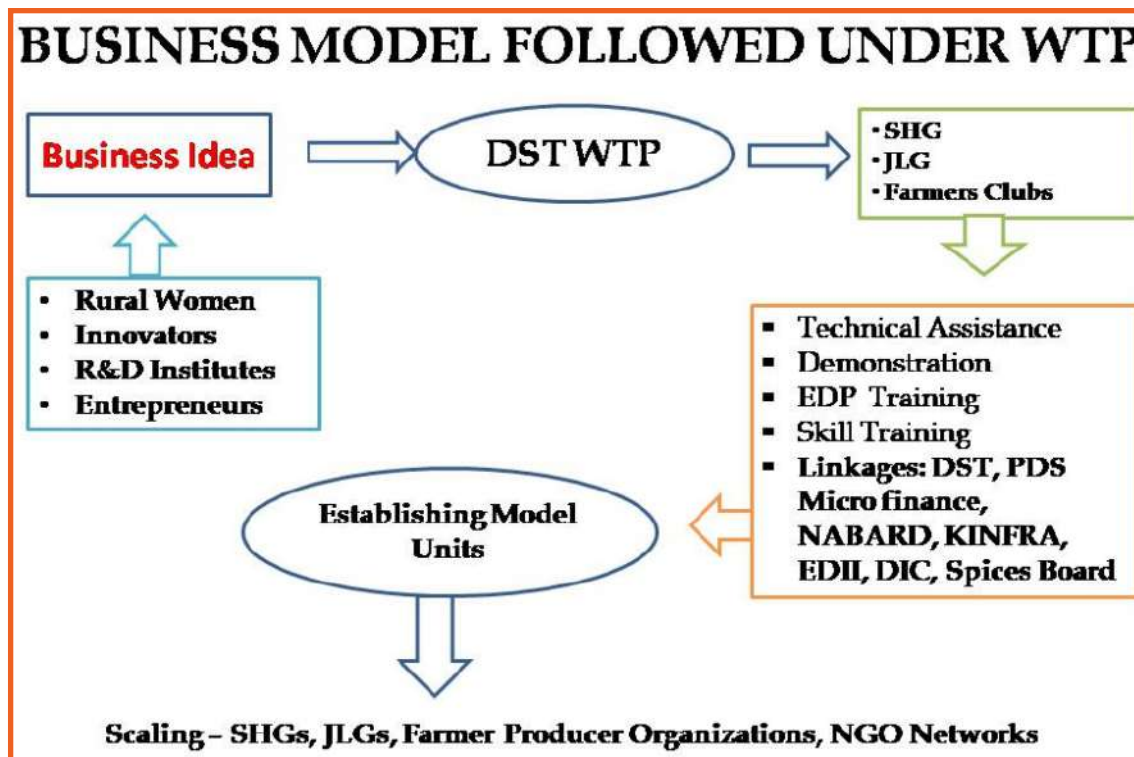 BUSINESS MODEL FOLLOWED UNDER WTP
Business Idea
DST WTP
• SHG
• JLG
• Farmers Clubs
• Rural Women
• Innovators
• R&D Institutes
• Entrepreneurs
▪ Technical Assistance
▪ Demonstration
▪ EDP Training
▪ Skill Training
▪ Linkages: DST, PDS
Micro finance,
NABARD, KINFRA,
EDII, DIC, Spices Board
Establishing Model
Units
Scaling – SHGs, JLGs, Farmer Producer Organizations, NGO Networks